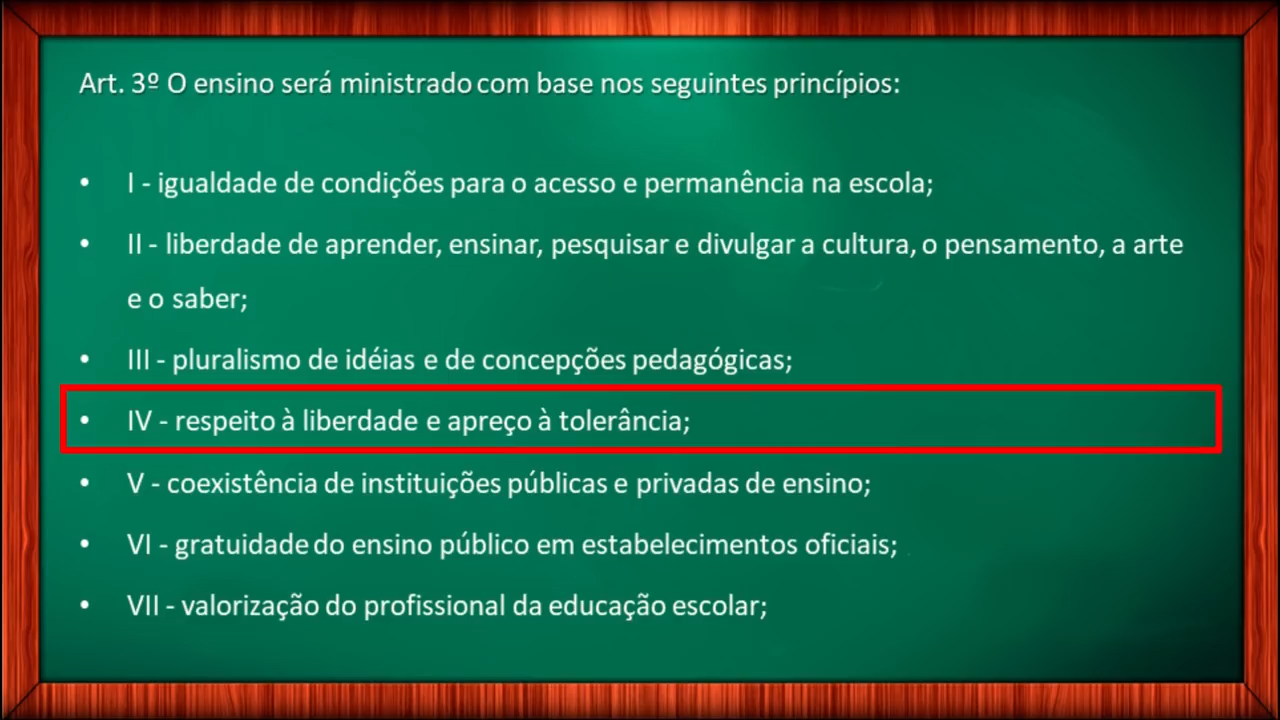 Art. 3º O ensino será ministrado com base nos seguintes princípios:
• I - igualdade de condições para o acesso e permanência na escola;
• II - liberdade de aprender, ensinar, pesquisar e divulgar a cultura, o pensamento, a arte
e o saber;
• III - pluralismo de idéias e de concepções pedagógicas;
• IV - respeito à liberdade e apreço à tolerância;
• V - coexistência de instituições públicas e privadas de ensino;
• VI - gratuidade do ensino público em estabelecimentos oficiais;
• VII - valorização do profissional da educação escolar;